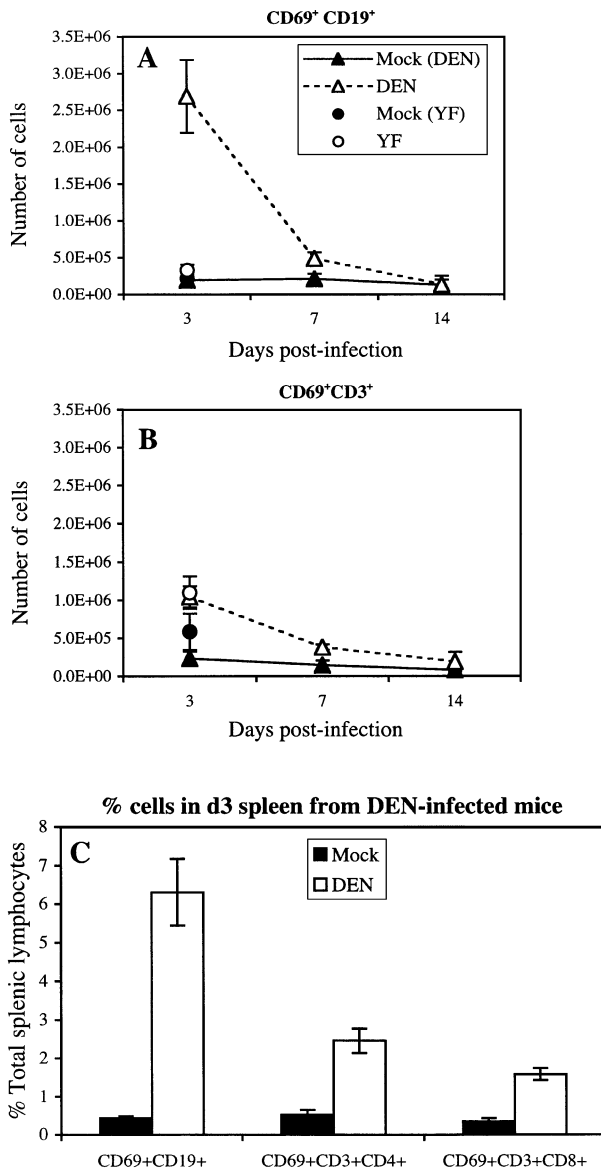 CD69⁺ CD19⁺
A
3.5E+06
3.0E+06
2.5E+06
2.0E+06
1.5E+06
1.0E+06
5.0E+05
0.0E+00
Number of cells
Mock (DEN)
DEN
Mock (YF)
YF
3 7 14
Days post-infection
CD69⁺CD3⁺
B
3.5E+06
3.0E+06
2.5E+06
2.0E+06
1.5E+06
1.0E+06
5.0E+05
0.0E+00
Number of cells
3 7 14
Days post-infection
% cells in d3 spleen from DEN-infected mice
C
8
7
6
5
4
3
2
1
0
% Total splenic lymphocytes
Mock
DEN
CD69+CD19+ CD69+CD3+CD4+ CD69+CD3+CD8+